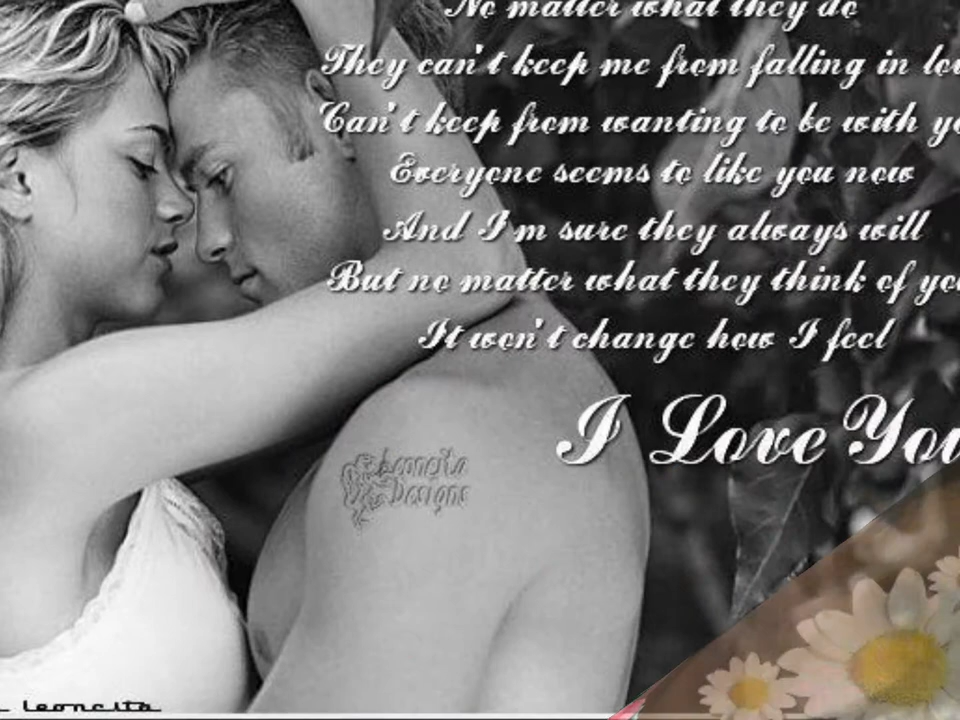 No matter what they do
They can't keep me from falling in lov
Can't keep from wanting to be with yo
Everyone seems to like you now
And I'm sure they always will
But no matter what they think of yo
It won't change how I feel
I Love You
Leoncita
Designs
leoncita